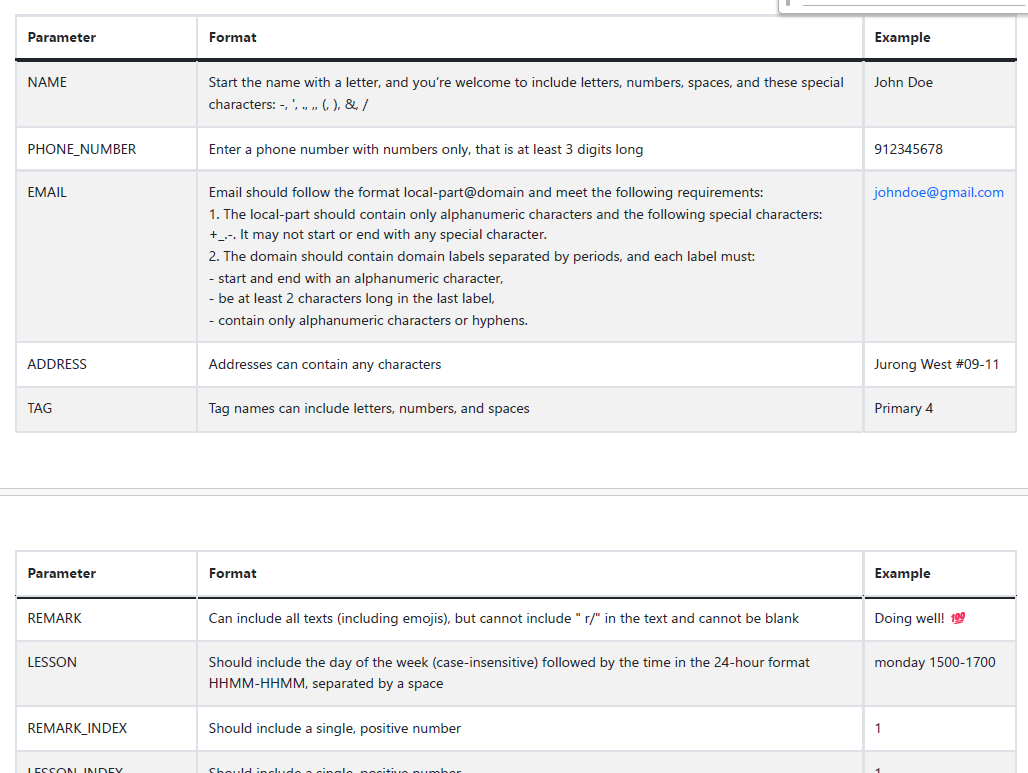 Parameter Format Example
NAME Start the name with a letter, and you're welcome to include letters, numbers, spaces, and these special John Doe
characters: -, ', ., ,, (, ), &, /
PHONE_NUMBER Enter a phone number with numbers only, that is at least 3 digits long 912345678
EMAIL Email should follow the format local-part@domain and meet the following requirements: johndoe@gmail.com
1. The local-part should contain only alphanumeric characters and the following special characters:
+_.-. It may not start or end with any special character.
2. The domain should contain domain labels separated by periods, and each label must:
- start and end with an alphanumeric character,
- be at least 2 characters long in the last label,
- contain only alphanumeric characters or hyphens.
ADDRESS Addresses can contain any characters Jurong West #09-11
TAG Tag names can include letters, numbers, and spaces Primary 4
Parameter Format Example
REMARK Can include all texts (including emojis), but cannot include " r/" in the text and cannot be blank Doing well! 💯
LESSON Should include the day of the week (case-insensitive) followed by the time in the 24-hour format monday 1500-1700
HHMM-HHMM, separated by a space
REMARK_INDEX Should include a single, positive number 1
LESSON_INDEX Should include a single, positive number 1